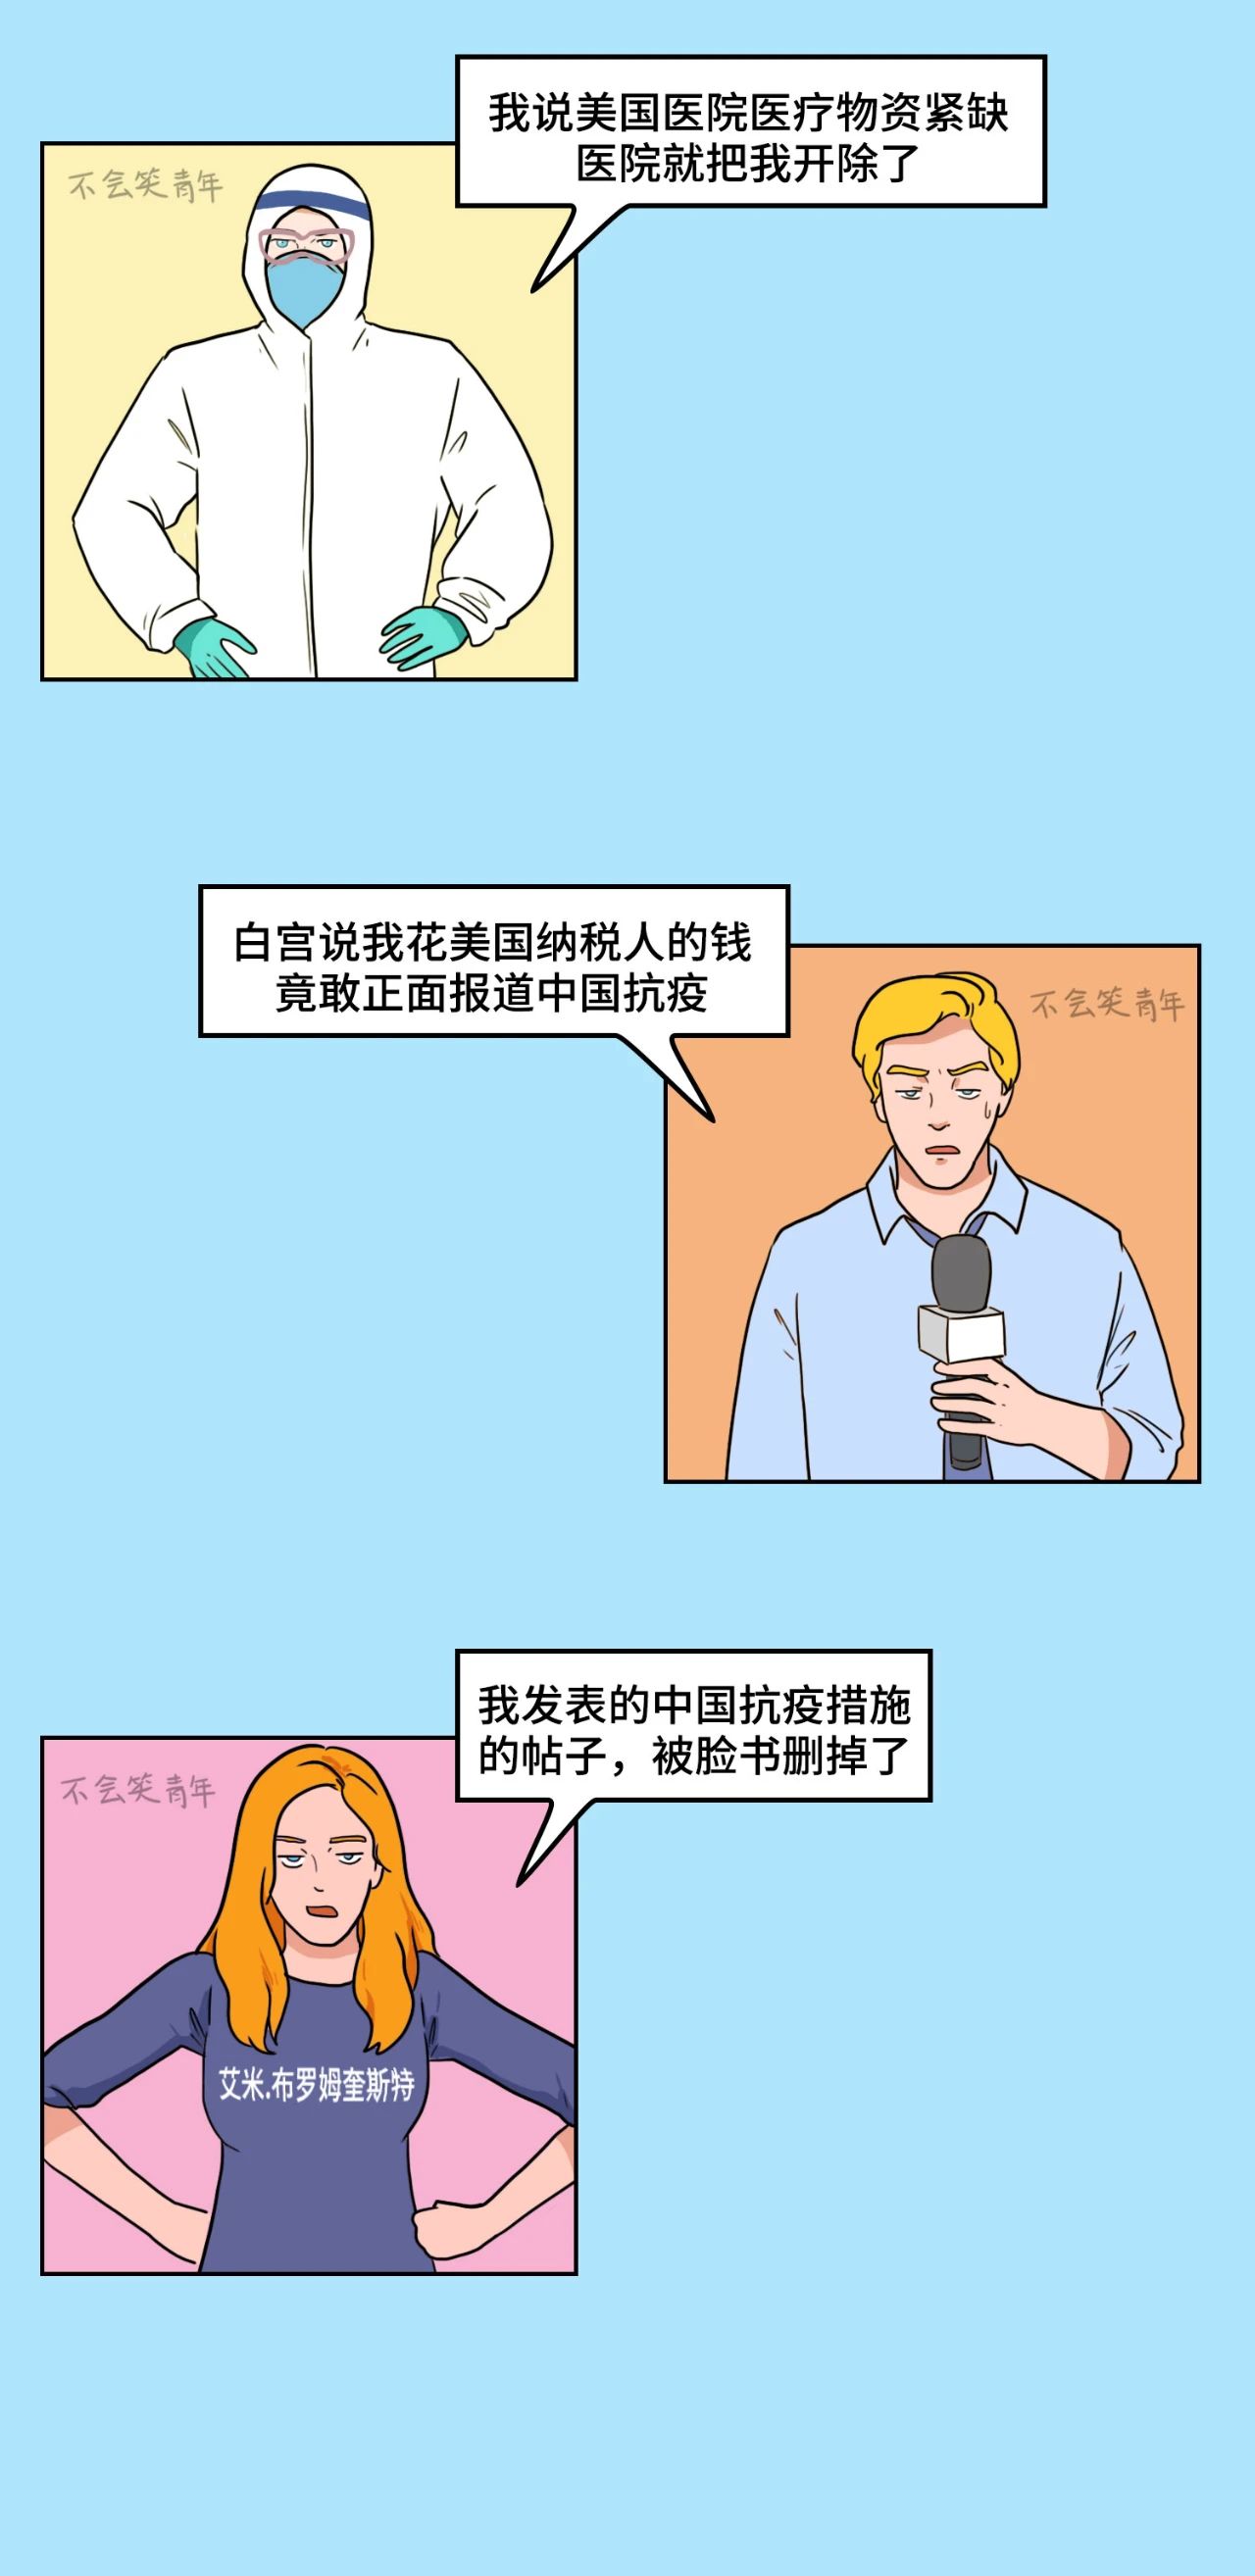 我说美国医院医疗物资紧缺
医院就把我开除了
不会笑青年
白宫说我花美国纳税人的钱
竟敢正面报道中国抗疫
不会笑青年
我发表的中国抗疫措施
的帖子，被脸书删掉了
不会笑青年
艾米.布罗姆奎斯特